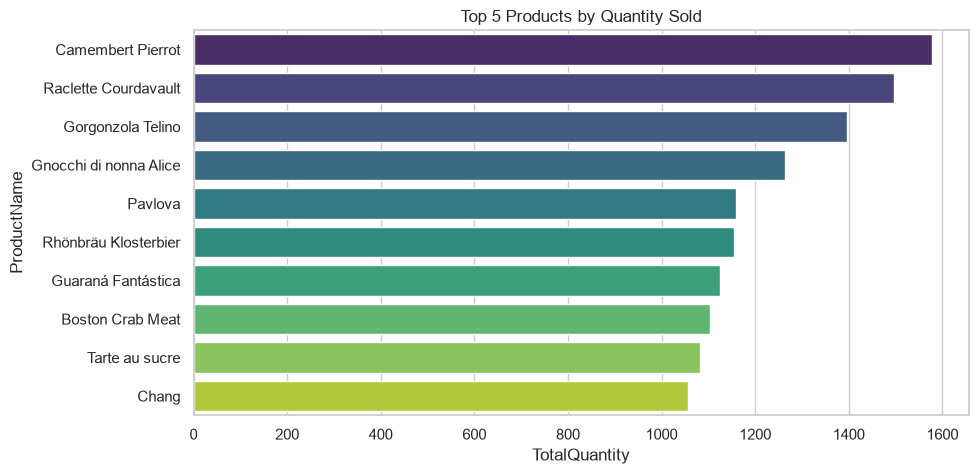 Top 5 Products by Quantity Sold
ProductName
Camembert Pierrot
Raclette Courdavault
Gorgonzola Telino
Gnocchi di nonna Alice
Pavlova
Rhönbräu Klosterbier
Guaraná Fantástica
Boston Crab Meat
Tarte au sucre
Chang
0 200 400 600 800 1000 1200 1400 1600
TotalQuantity